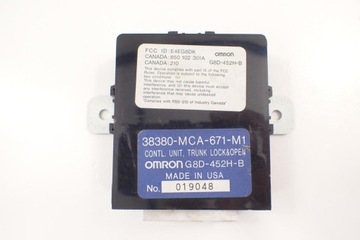 FCC ID E4EG8DK
CANADA: 850 102 301A
CANADA: 210
OMRON
G8D-452H-B
This device complies with part 15 of the FCC
Rules. Operation is subject to the following two
conditions:
(1) This device may not cause harmful
interference, and (2) this device must
accept any interference received,
including interference that may cause
undesired operation.
"Complies with RSS-210 of Industry Canada"
38380-MCA-671-M1
CONTL. UNIT, TRUNK LOCK&OPEN
OMRON G8D-452H-B
MADE IN USA
No. 019048